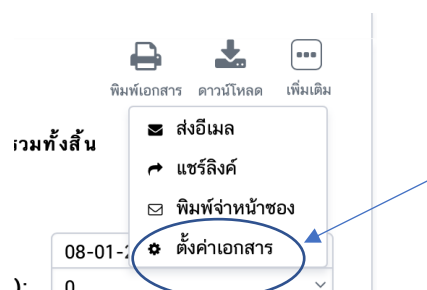 พิมพ์เอกสาร ดาวน์โหลด เพิ่มเติม
รวมทั้งสิ้น
ส่งอีเมล
แชร์ลิงค์
พิมพ์จ่าหน้าซอง
ตั้งค่าเอกสาร
08-01-2
): 0